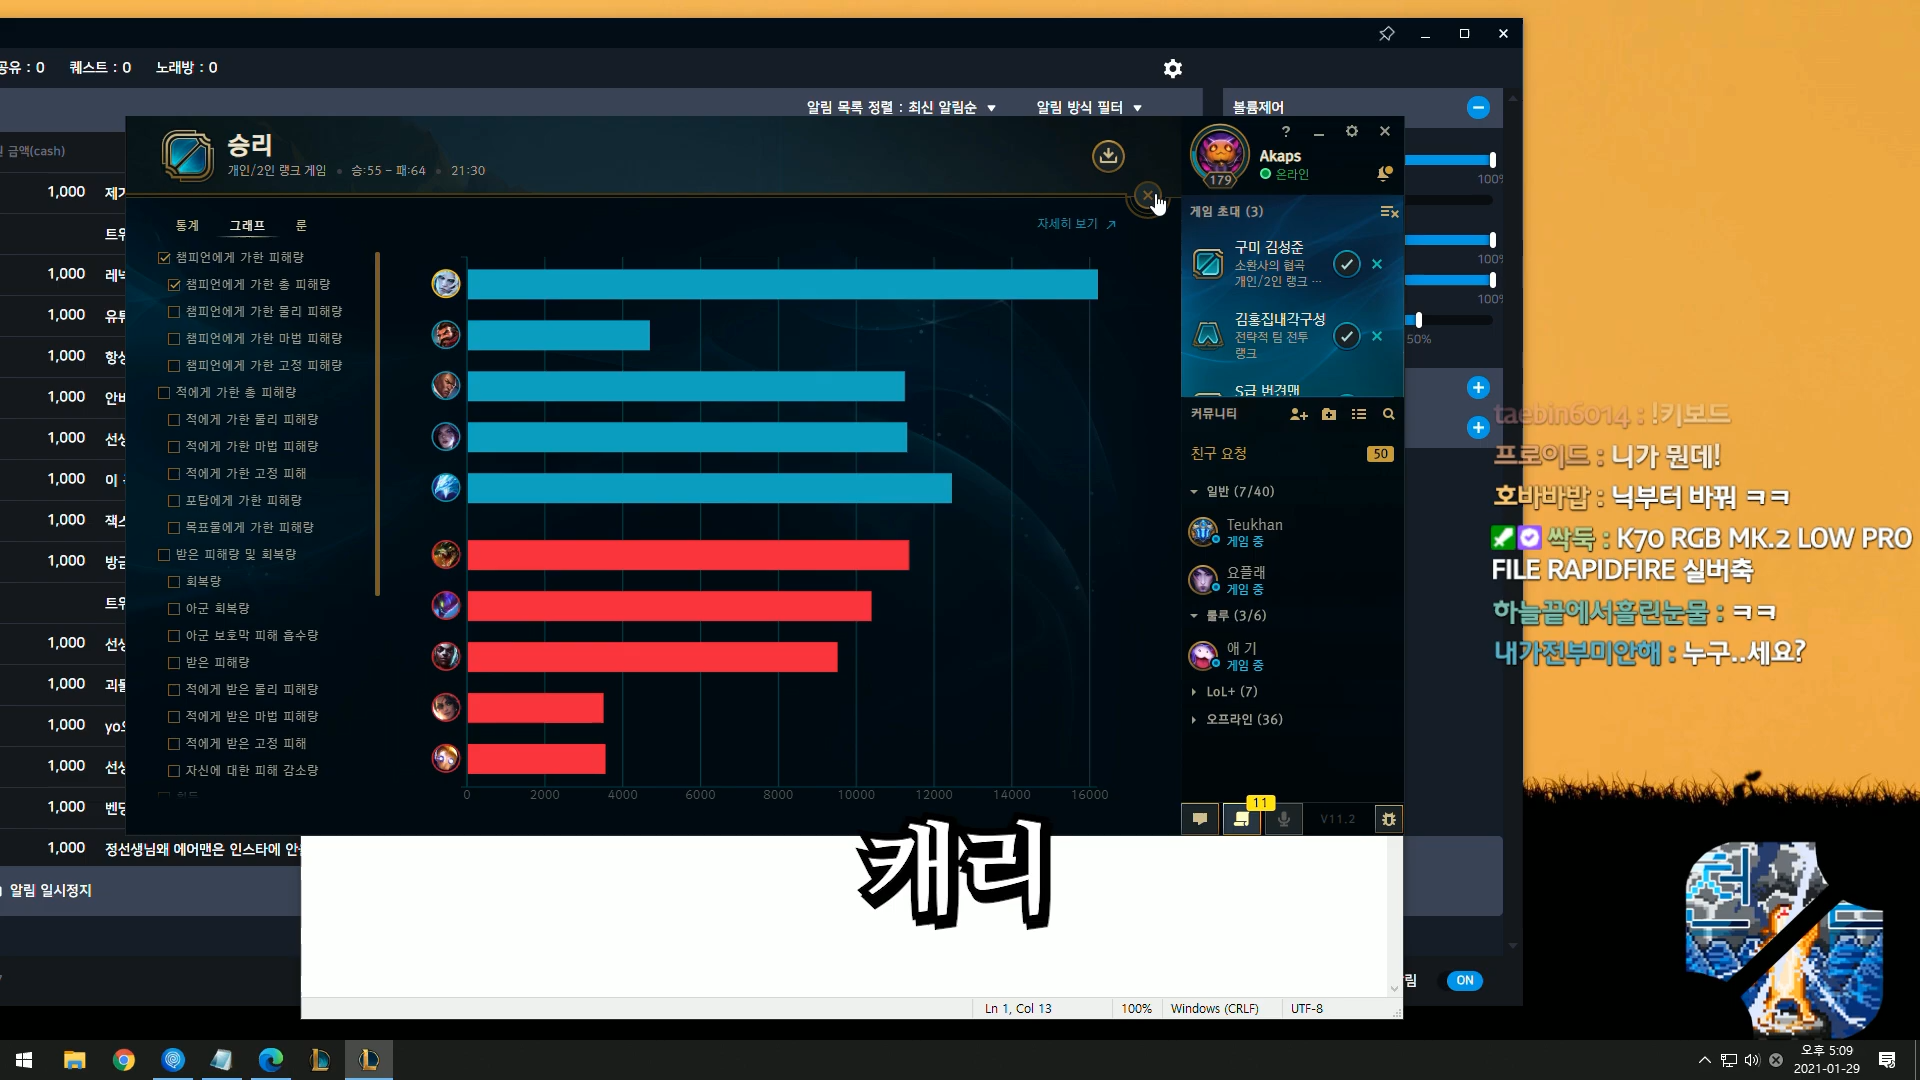 공유 : 0 퀘스트 : 0 노래방 : 0
알림 목록 정렬 : 최신 알림순 ▼ 알림 방식 필터 ▼
볼륨제어
금액(cash)
1,000
1,000
1,000
1,000
1,000
1,000
이
1,000
1,000
1,000
1,000
1,000
1,000
1,000
1,000
1,000 정선생님왜 에어맨은 인스타에
알림 일시정지
승리
개인/2인 랭크 게임 • 승:55 - 패:64 • 21:30
통계 그래프 룬
자세히 보기
챔피언에게 가한 피해량
챔피언에게 가한 총 피해량
챔피언에게 가한 물리 피해량
챔피언에게 가한 마법 피해량
챔피언에게 가한 고정 피해량
적에게 가한 총 피해량
적에게 가한 물리 피해량
적에게 가한 마법 피해량
적에게 가한 고정 피해
포탑에게 가한 피해량
목표물에게 가한 피해량
받은 피해량 및 회복량
회복량
아군 회복량
아군 보호막 피해 흡수량
받은 피해량
적에게 받은 물리 피해량
적에게 받은 마법 피해량
적에게 받은 고정 피해
자신에 대한 피해 감소량
0 2000 4000 6000 8000 10000 12000 14000 16000
179
Akaps
온라인
게임 초대 (3)
구미 김성준
소환사의 협곡
개인/2인 랭크 ...
김홍집내각구성
전략적 팀 전투
랭크
S급 번견맨
커뮤니티
친구 요청 50
일반 (7/40)
Teukhan
게임 중
요플래
게임 중
룰루 (3/6)
애 기
게임 중
LoL+ (7)
오프라인 (36)
11
V11.2
100%
100%
100%
50%
taebin6014 : !키보드
프로이드 : 니가 뭔데!
호바바밥 : 닉부터 바꿔 ㅋㅋ
싹둑 : K70 RGB MK.2 LOW PRO
FILE RAPIDFIRE 실버축
하늘끝에서흘린눈물 : ㅋㅋ
내가전부미안해 : 누구..세요?
캐리
ON
Ln 1, Col 13 100% Windows (CRLF) UTF-8
오후 5:09
2021-01-29